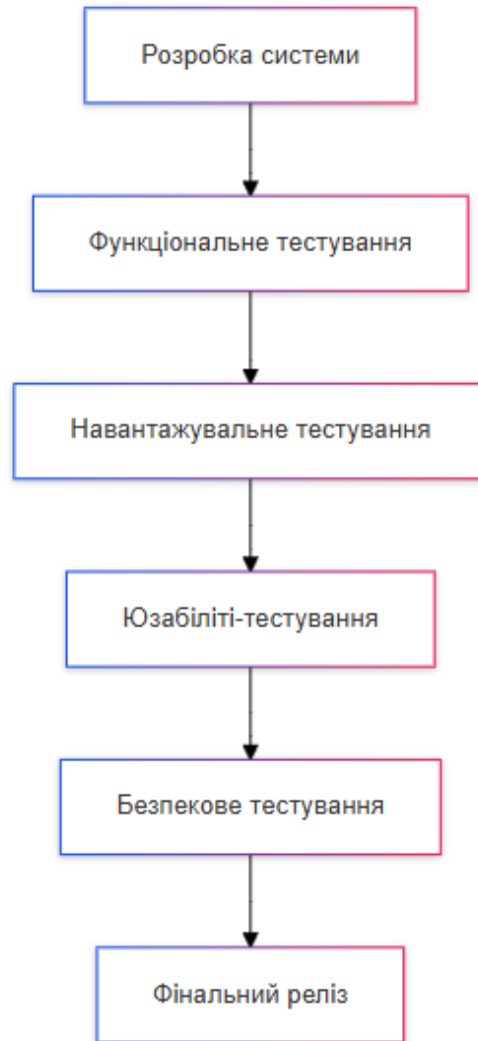 Розробка системи
Функціональне тестування
Навантажувальне тестування
Юзабіліті-тестування
Безпекове тестування
Фінальний реліз